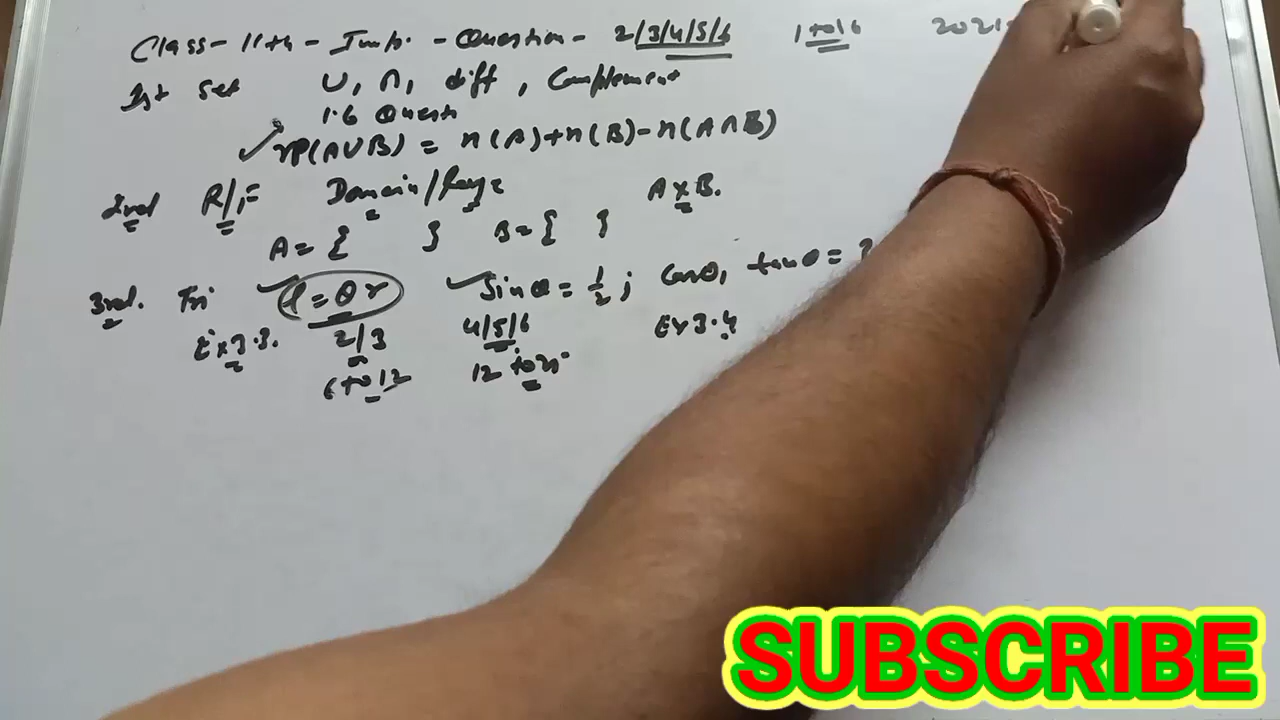 Class - 11th - Imp. - Question - 2/3/4/5/6 1 to 16 2021
Ist Set U, ∩, diff, Complement
1.6 Questn
n(A∪B) = n(A)+n(B)-n(A∩B)
2nd R/F Domain/Range A×B.
A = { } B = { }
3rd. Tri l = θr Sinθ = 1/2 ; Cosθ, tanθ = ?
Ex 3.3. 2/3 4/5/6 Ex 3.4
6 to 12 12 to
SUBSCRIBE